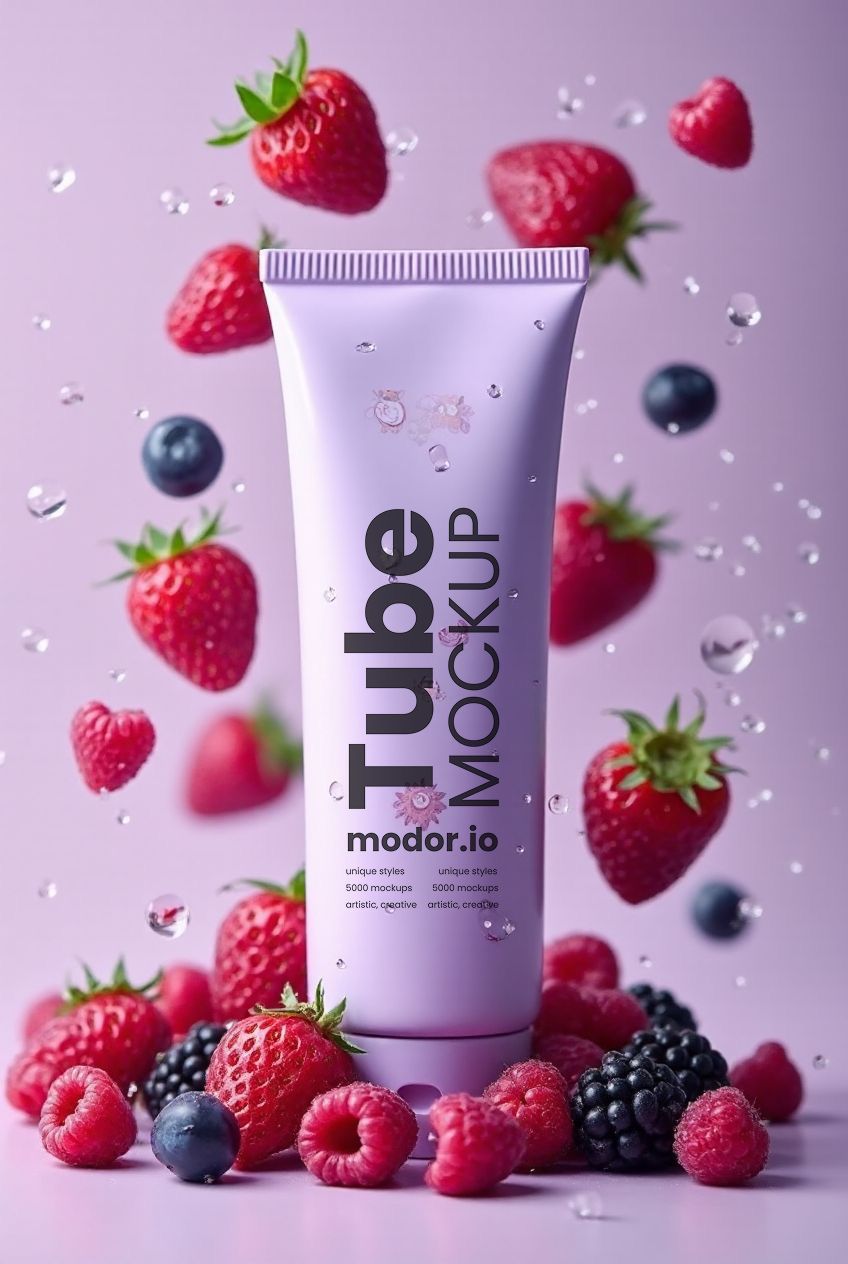 Tube
MOCKUP
modor.io
unique styles unique styles
5000 mockups 5000 mockups
artistic, creative artistic, creative